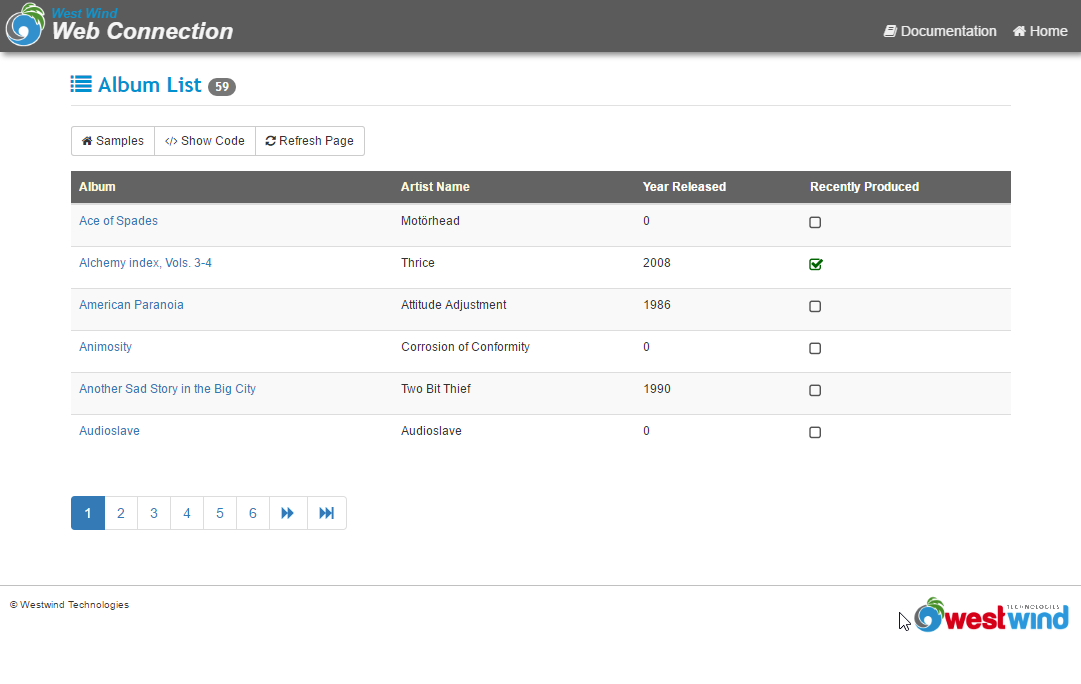 West Wind
Web Connection
Documentation Home
Album List 59
Samples </> Show Code Refresh Page
Album Artist Name Year Released Recently Produced
Ace of Spades Motörhead 0
Alchemy index, Vols. 3-4 Thrice 2008
American Paranoia Attitude Adjustment 1986
Animosity Corrosion of Conformity 0
Another Sad Story in the Big City Two Bit Thief 1990
Audioslave Audioslave 0
1 2 3 4 5 6
© Westwind Technologies
TECHNOLOGIES
westwind